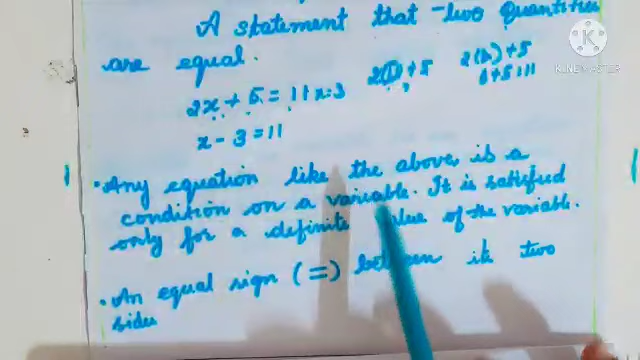 A statement that two Quantities
are equal.
2x + 5 = 11 x=3
2(1)+5
2(3)+5
6+5=11
x - 3 = 11
• Any equation like the above, is a
condition on a variable. It is satisfied
only for a definite value of the variable.
• An equal sign (=) between its two
sides
KINEMASTER